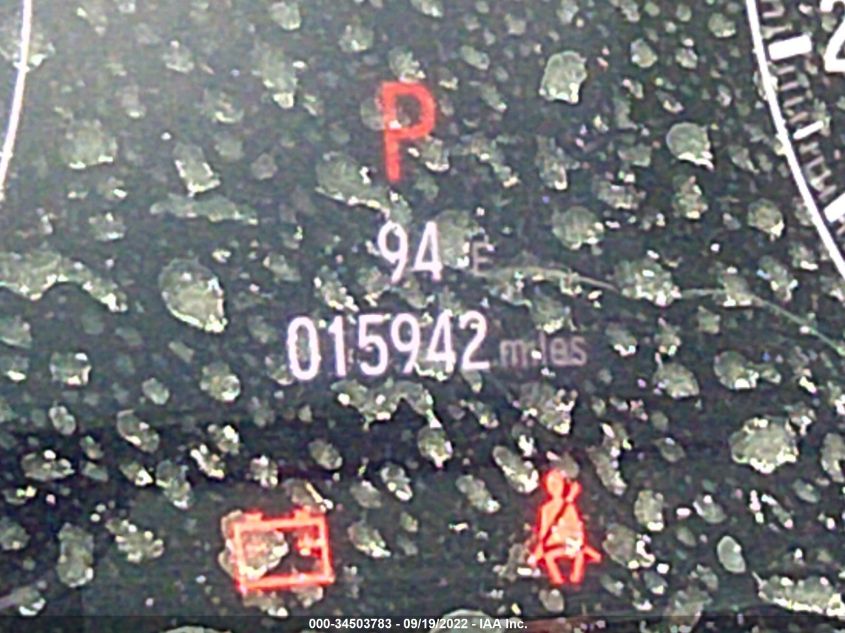 P
94 F
015942 miles
000-34503783 - 09/19/2022 - IAA Inc.